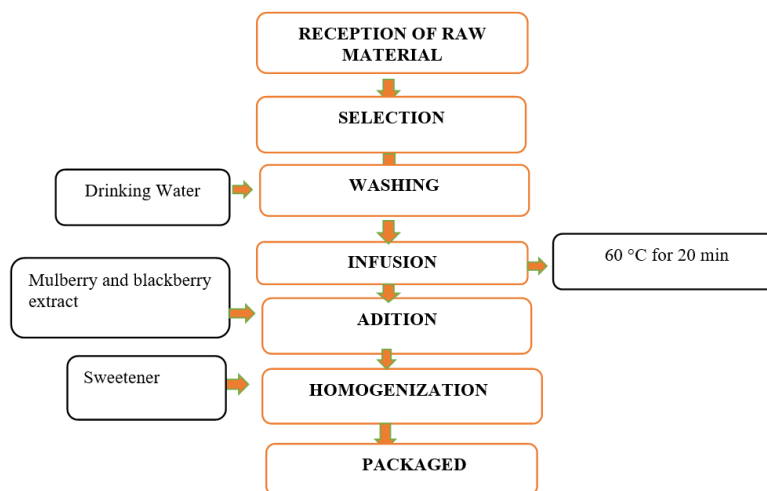 RECEPTION OF RAW
MATERIAL
SELECTION
Drinking Water
WASHING
INFUSION
60 °C for 20 min
Mulberry and blackberry
extract
ADITION
Sweetener
HOMOGENIZATION
PACKAGED